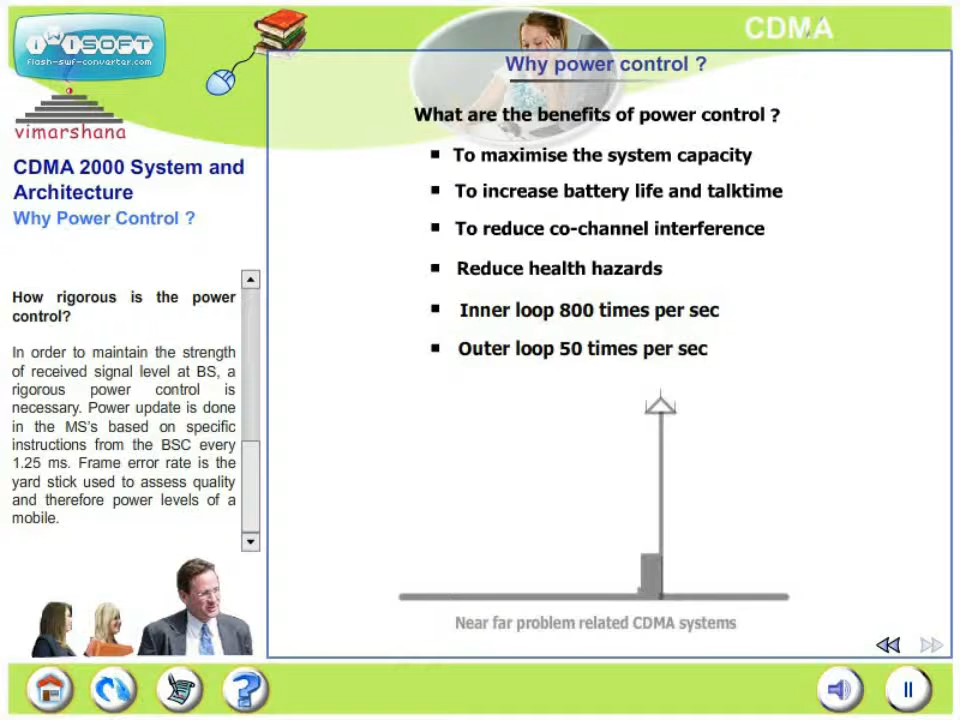 iWiSOFT
flash-swf-converter.com
vimarshana
CDMA
CDMA 2000 System and
Architecture
Why Power Control ?
How rigorous is the power
control?
In order to maintain the strength
of received signal level at BS, a
rigorous power control is
necessary. Power update is done
in the MS's based on specific
instructions from the BSC every
1.25 ms. Frame error rate is the
yard stick used to assess quality
and therefore power levels of a
mobile.
Why power control ?
What are the benefits of power control ?
To maximise the system capacity
To increase battery life and talktime
To reduce co-channel interference
Reduce health hazards
Inner loop 800 times per sec
Outer loop 50 times per sec
Near far problem related CDMA systems